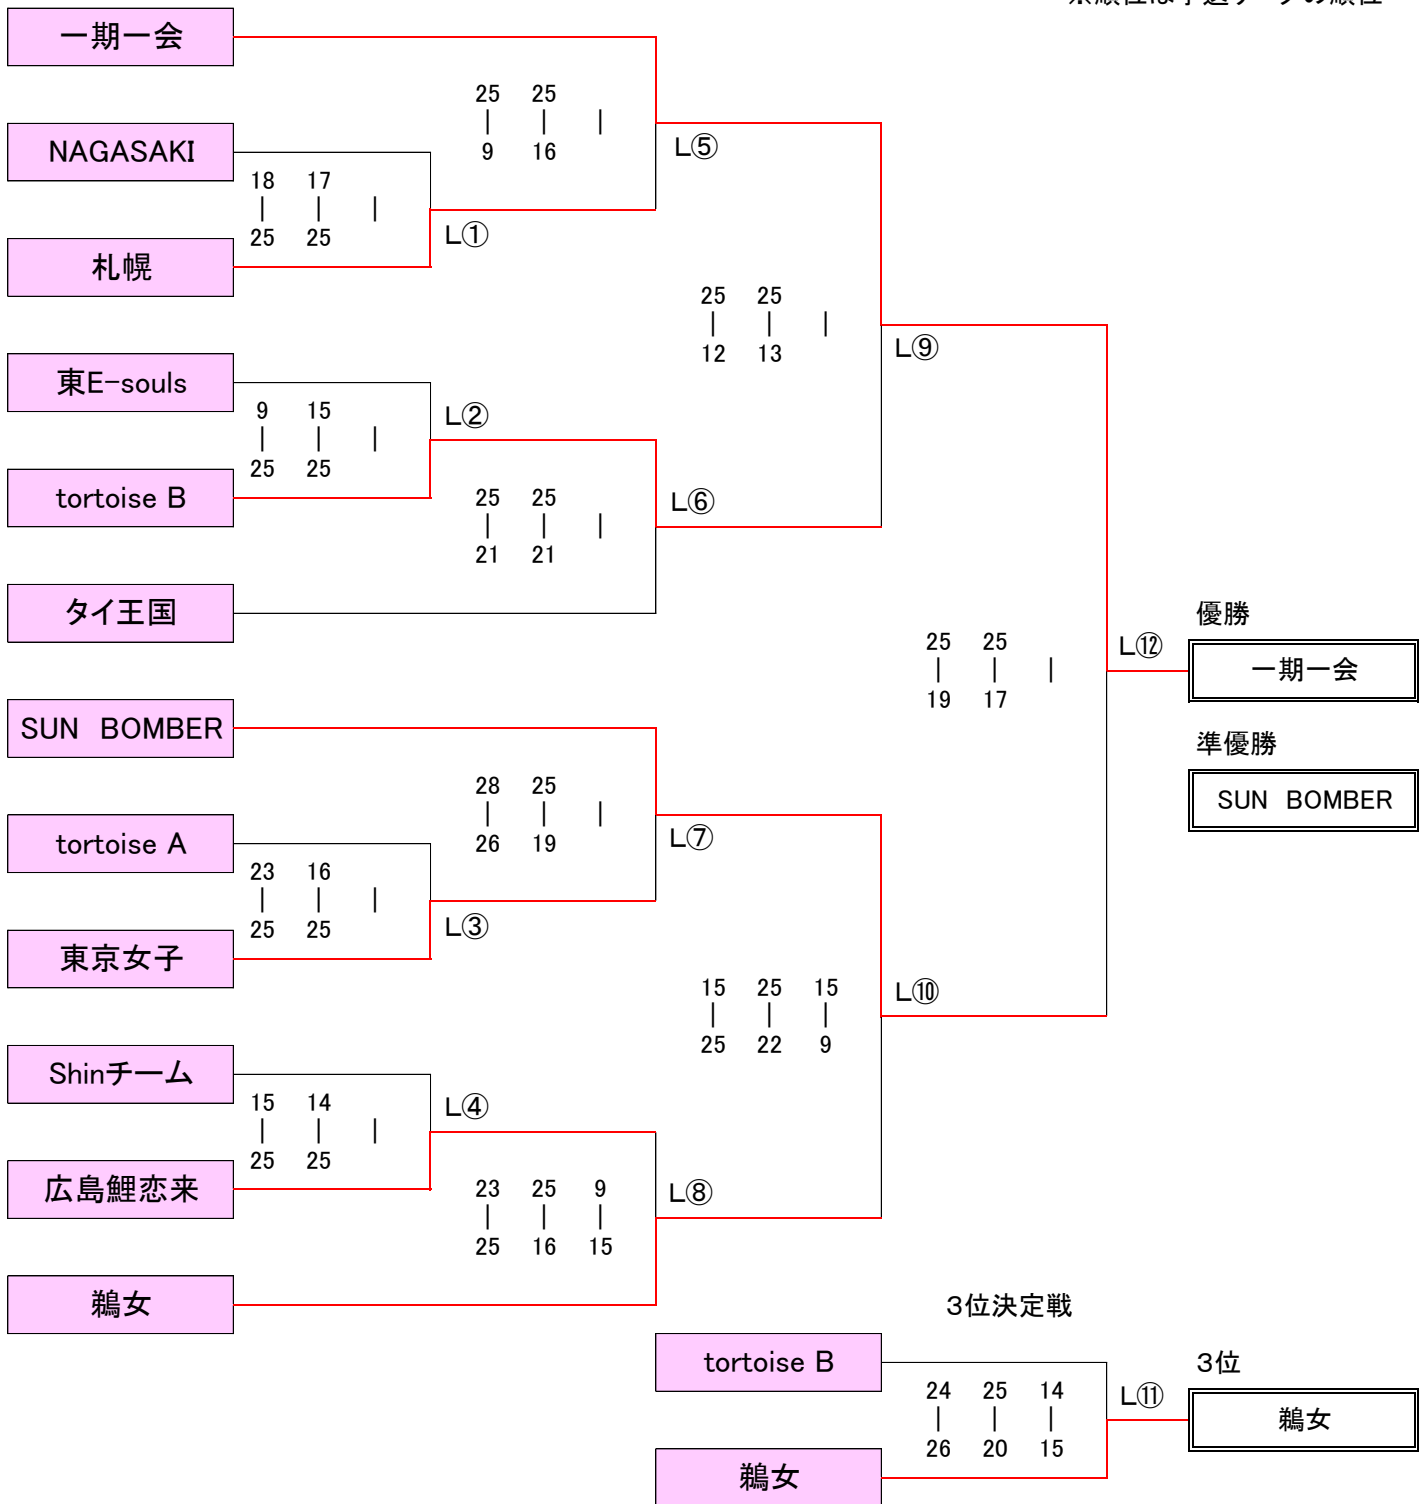 一期一会
25 25
| | |
9 16
L⑤
NAGASAKI
18 17
| | |
25 25
L①
札幌
25 25
| | |
12 13
L⑨
東E-souls
9 15
| | |
25 25
L②
tortoise B
25 25
| | |
21 21
L⑥
タイ王国
25 25
| | |
19 17
L⑫
優勝
一期一会
準優勝
SUN BOMBER
SUN BOMBER
28 25
| | |
26 19
L⑦
tortoise A
23 16
| | |
25 25
L③
東京女子
15 25 15
| | |
25 22 9
L⑩
Shinチーム
15 14
| | |
25 25
L④
広島鯉恋来
23 25 9
| | |
25 16 15
L⑧
鵜女
3位決定戦
tortoise B
24 25 14
| | |
26 20 15
L⑪
3位
鵜女
鵜女